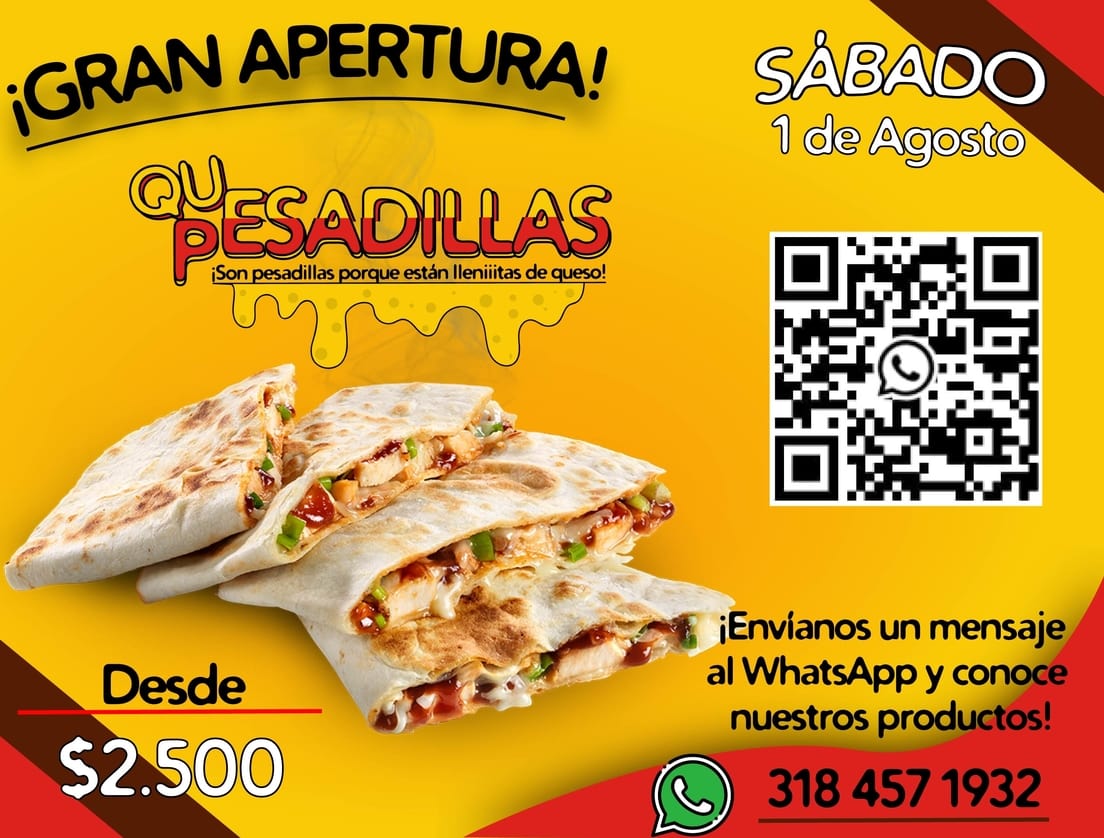 ¡GRAN APERTURA!
SÁBADO
1 de Agosto
QU
PESADILLAS
¡Son pesadillas porque están lleniiitas de queso!
¡Envíanos un mensaje
al WhatsApp y conoce
nuestros productos!
Desde
$2.500
318 457 1932